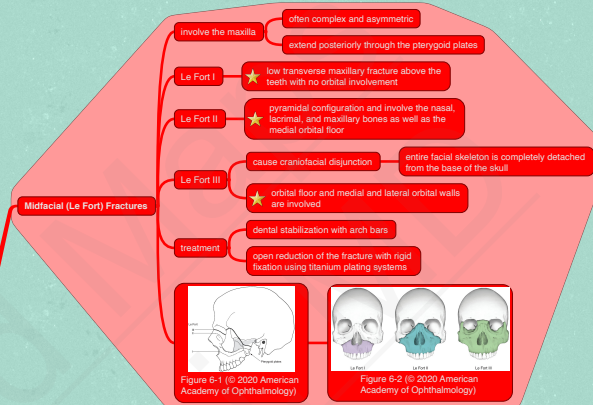 Midfacial (Le Fort) Fractures
involve the maxilla
often complex and asymmetric
extend posteriorly through the pterygoid plates
Le Fort I
low transverse maxillary fracture above the
teeth with no orbital involvement
Le Fort II
pyramidal configuration and involve the nasal,
lacrimal, and maxillary bones as well as the
medial orbital floor
Le Fort III
cause craniofacial disjunction
entire facial skeleton is completely detached
from the base of the skull
orbital floor and medial and lateral orbital walls
are involved
treatment
dental stabilization with arch bars
open reduction of the fracture with rigid
fixation using titanium plating systems
Pterygoid plates
Figure 6-1 (© 2020 American
Academy of Ophthalmology)
Le Fort I
Le Fort II
Le Fort III
Figure 6-2 (© 2020 American
Academy of Ophthalmology)